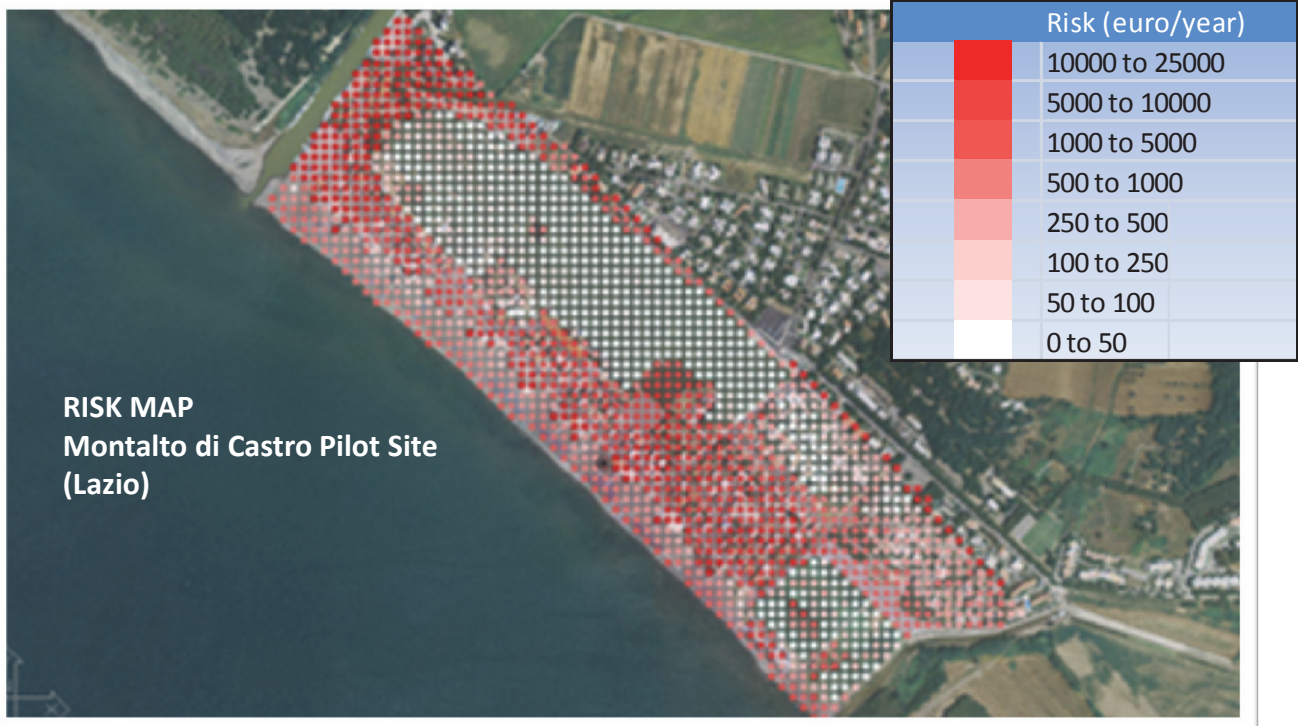 Risk (euro/year)
10000 to 25000
5000 to 10000
1000 to 5000
500 to 1000
250 to 500
100 to 250
50 to 100
0 to 50
RISK MAP
Montalto di Castro Pilot Site
(Lazio)